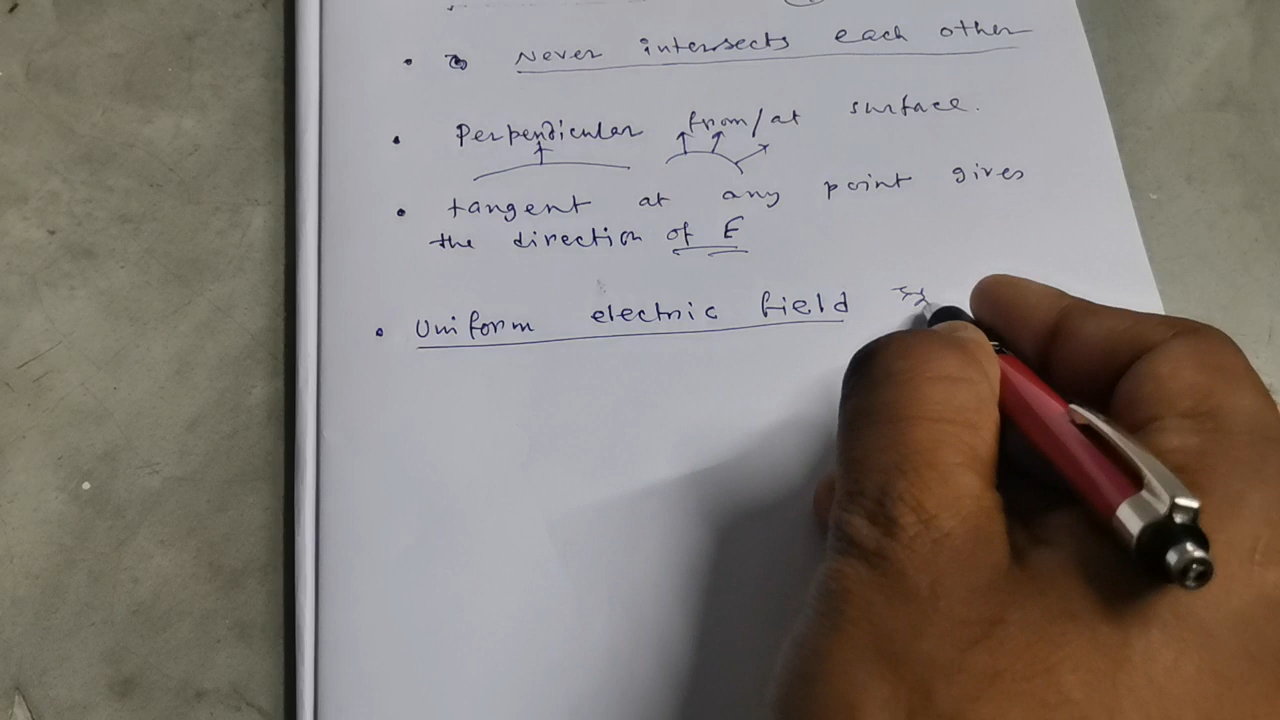 Never intersects each other
Perpendicular from/at surface.
tangent at any point gives
the direction of E
Uniform electric field